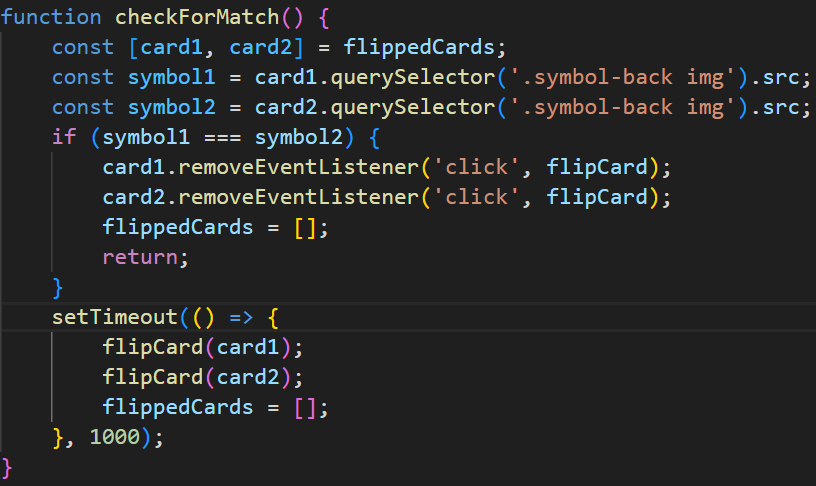 function checkForMatch() {
    const [card1, card2] = flippedCards;
    const symbol1 = card1.querySelector('.symbol-back img').src;
    const symbol2 = card2.querySelector('.symbol-back img').src;
    if (symbol1 === symbol2) {
        card1.removeEventListener('click', flipCard);
        card2.removeEventListener('click', flipCard);
        flippedCards = [];
        return;
    }
    setTimeout(() => {
        flipCard(card1);
        flipCard(card2);
        flippedCards = [];
    }, 1000);
}